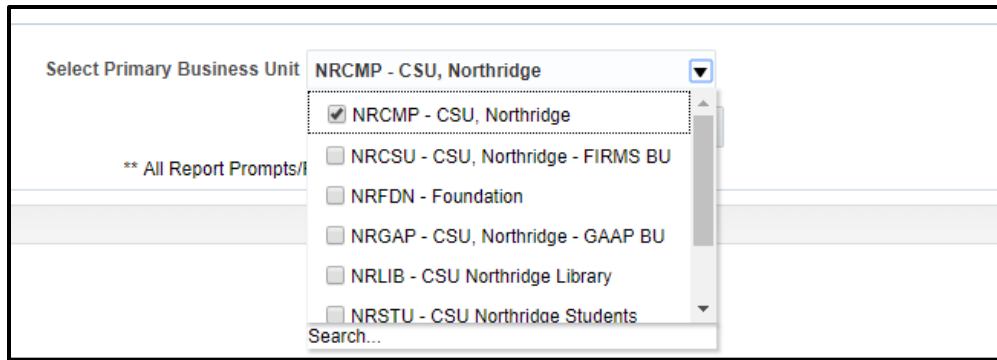 Select Primary Business Unit NRCMP - CSU, Northridge
NRCMP - CSU, Northridge
NRCSU - CSU, Northridge - FIRMS BU
** All Report Prompts/
NRFDN - Foundation
NRGAP - CSU, Northridge - GAAP BU
NRLIB - CSU Northridge Library
NRSTU - CSU Northridge Students
Search...